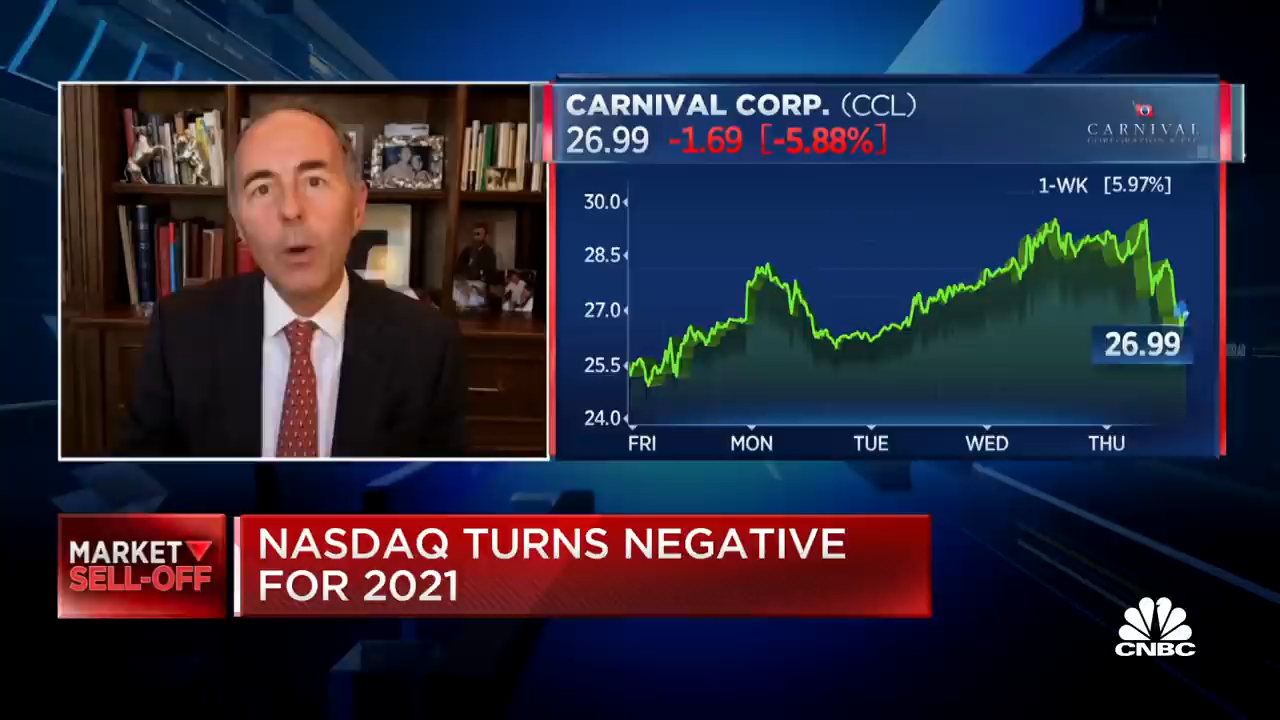 CARNIVAL CORP. (CCL)
26.99 -1.69 [-5.88%]
CARNIVAL
1-WK [5.97%]
30.0
28.5
27.0
25.5
24.0
26.99
FRI MON TUE WED THU
MARKET
SELL-OFF
NASDAQ TURNS NEGATIVE
FOR 2021
CNBC